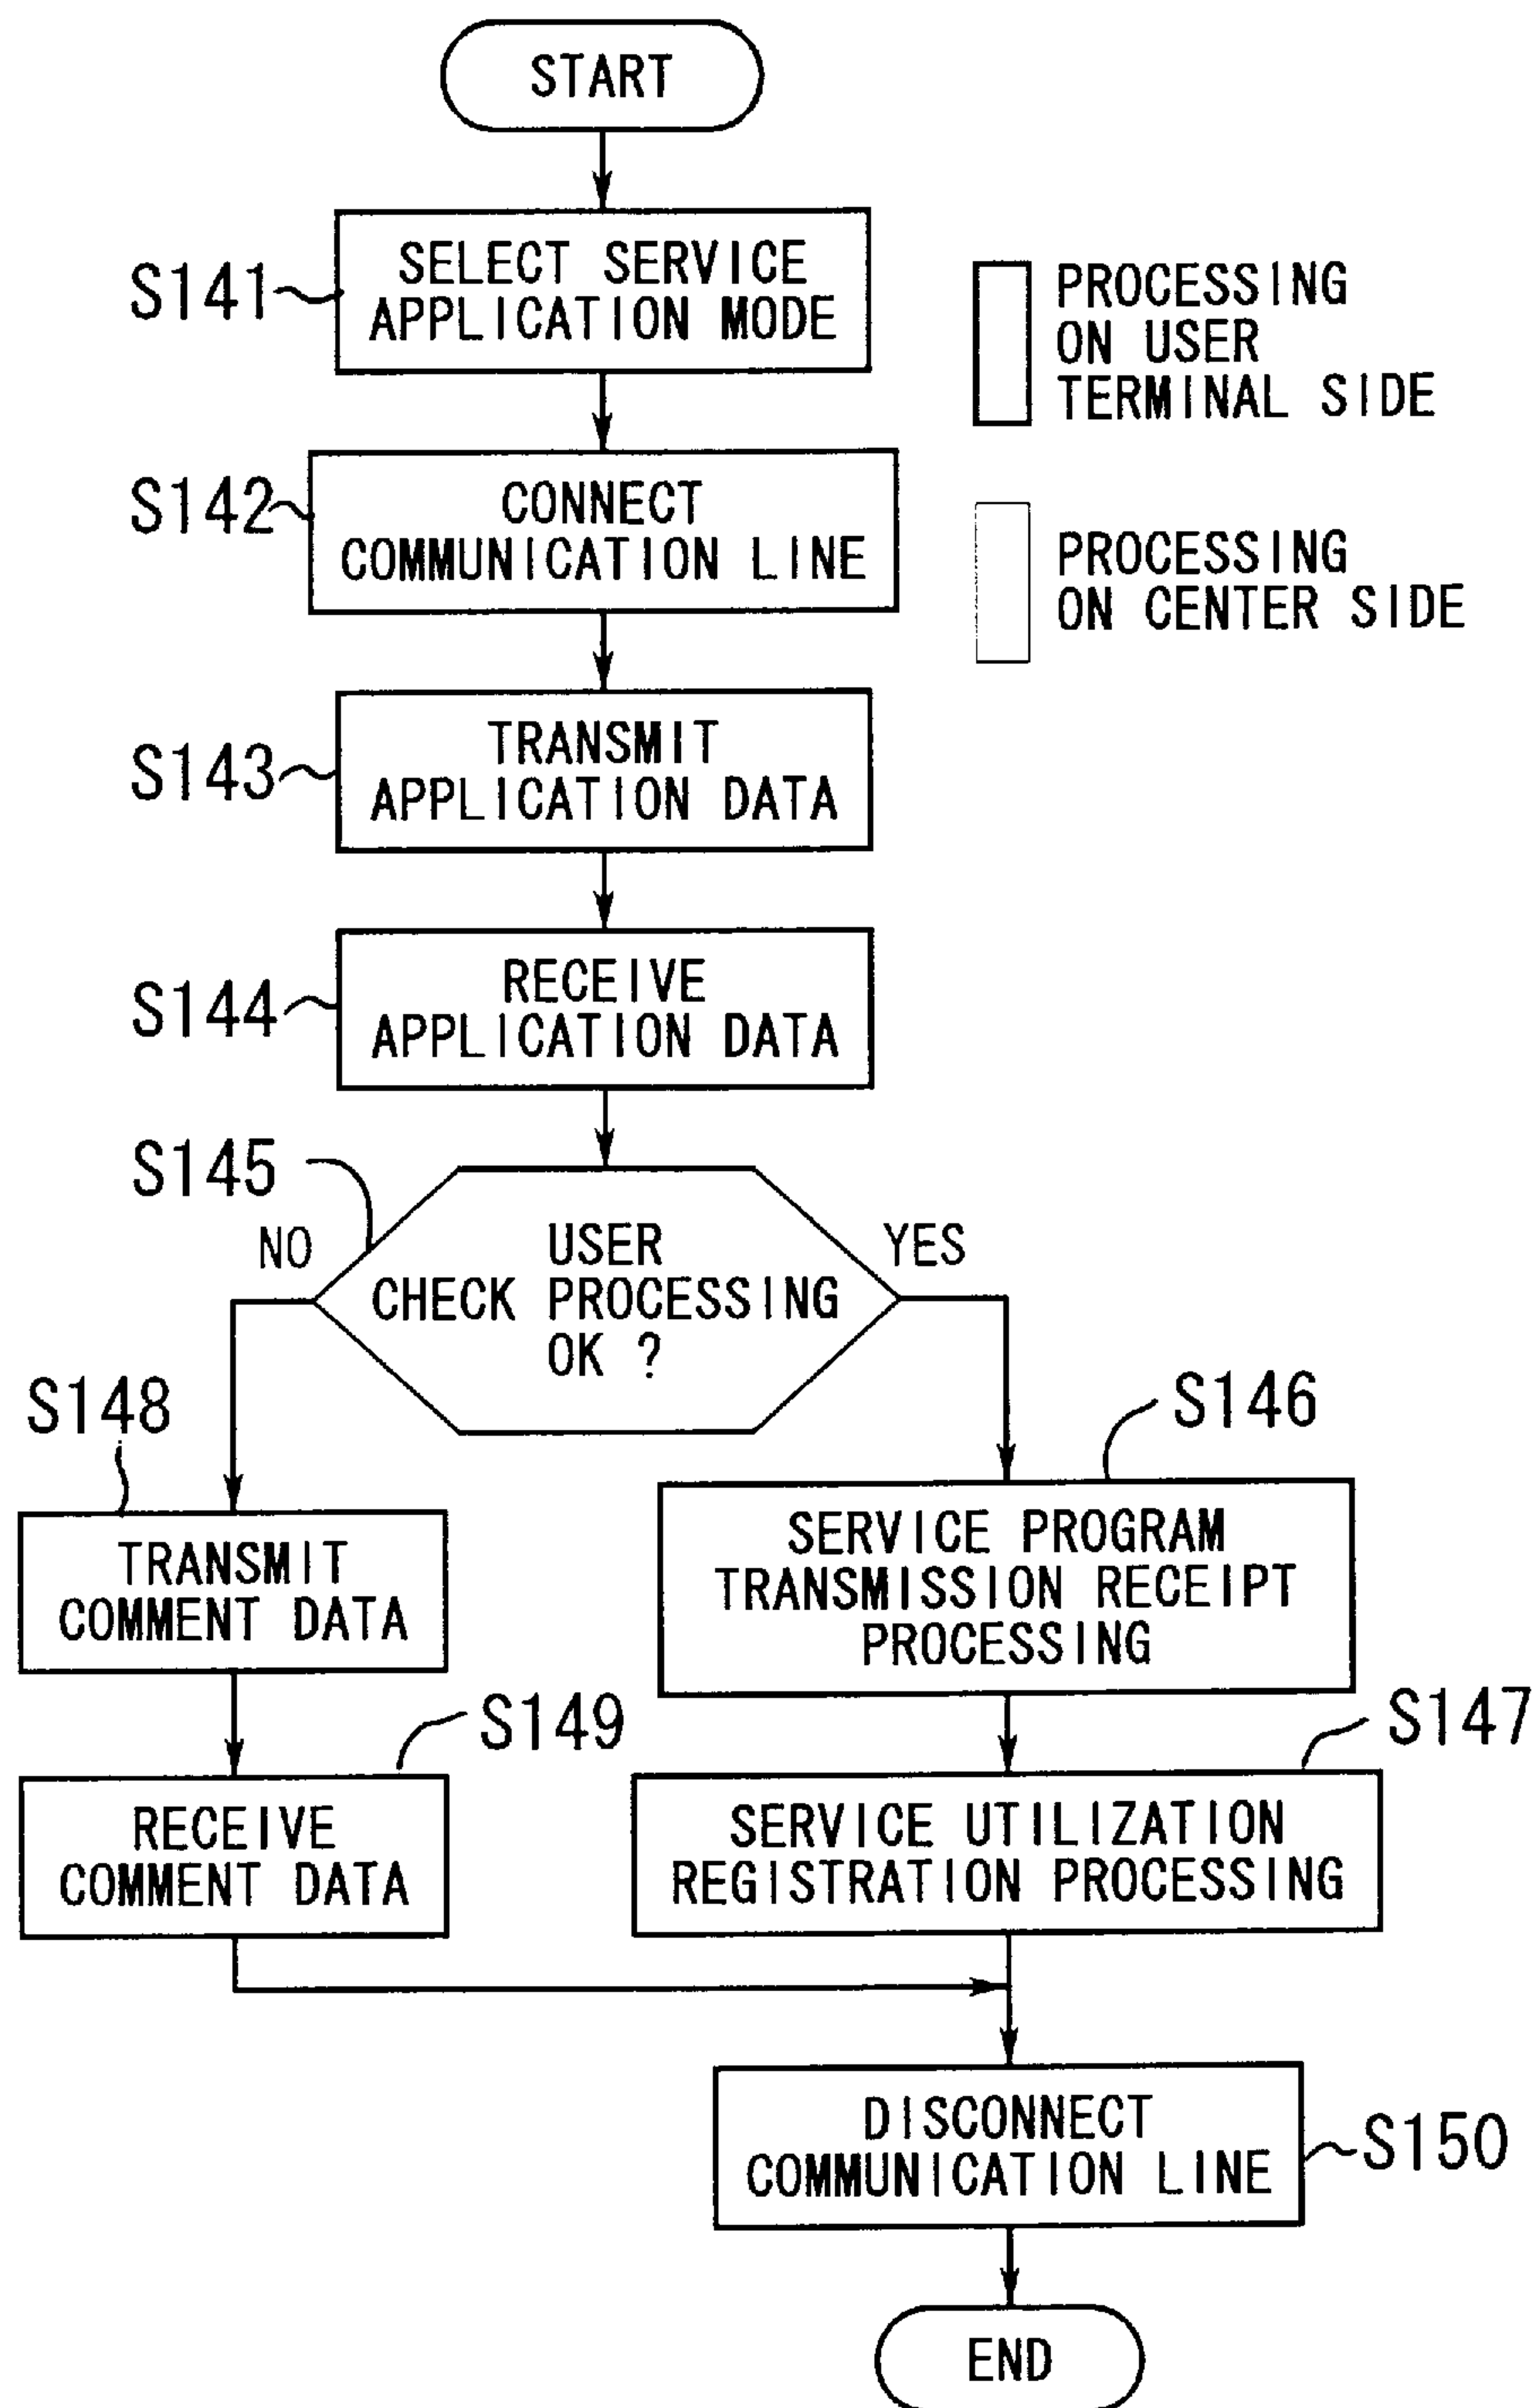 START
S141
SELECT SERVICE
APPLICATION MODE
PROCESSING
ON USER
TERMINAL SIDE
S142
CONNECT
COMMUNICATION LINE
PROCESSING
ON CENTER SIDE
S143
TRANSMIT
APPLICATION DATA
S144
RECEIVE
APPLICATION DATA
S145
NO
USER
CHECK PROCESSING
OK ?
YES
S148
TRANSMIT
COMMENT DATA
S146
SERVICE PROGRAM
TRANSMISSION RECEIPT
PROCESSING
S149
RECEIVE
COMMENT DATA
S147
SERVICE UTILIZATION
REGISTRATION PROCESSING
DISCONNECT
COMMUNICATION LINE
S150
END